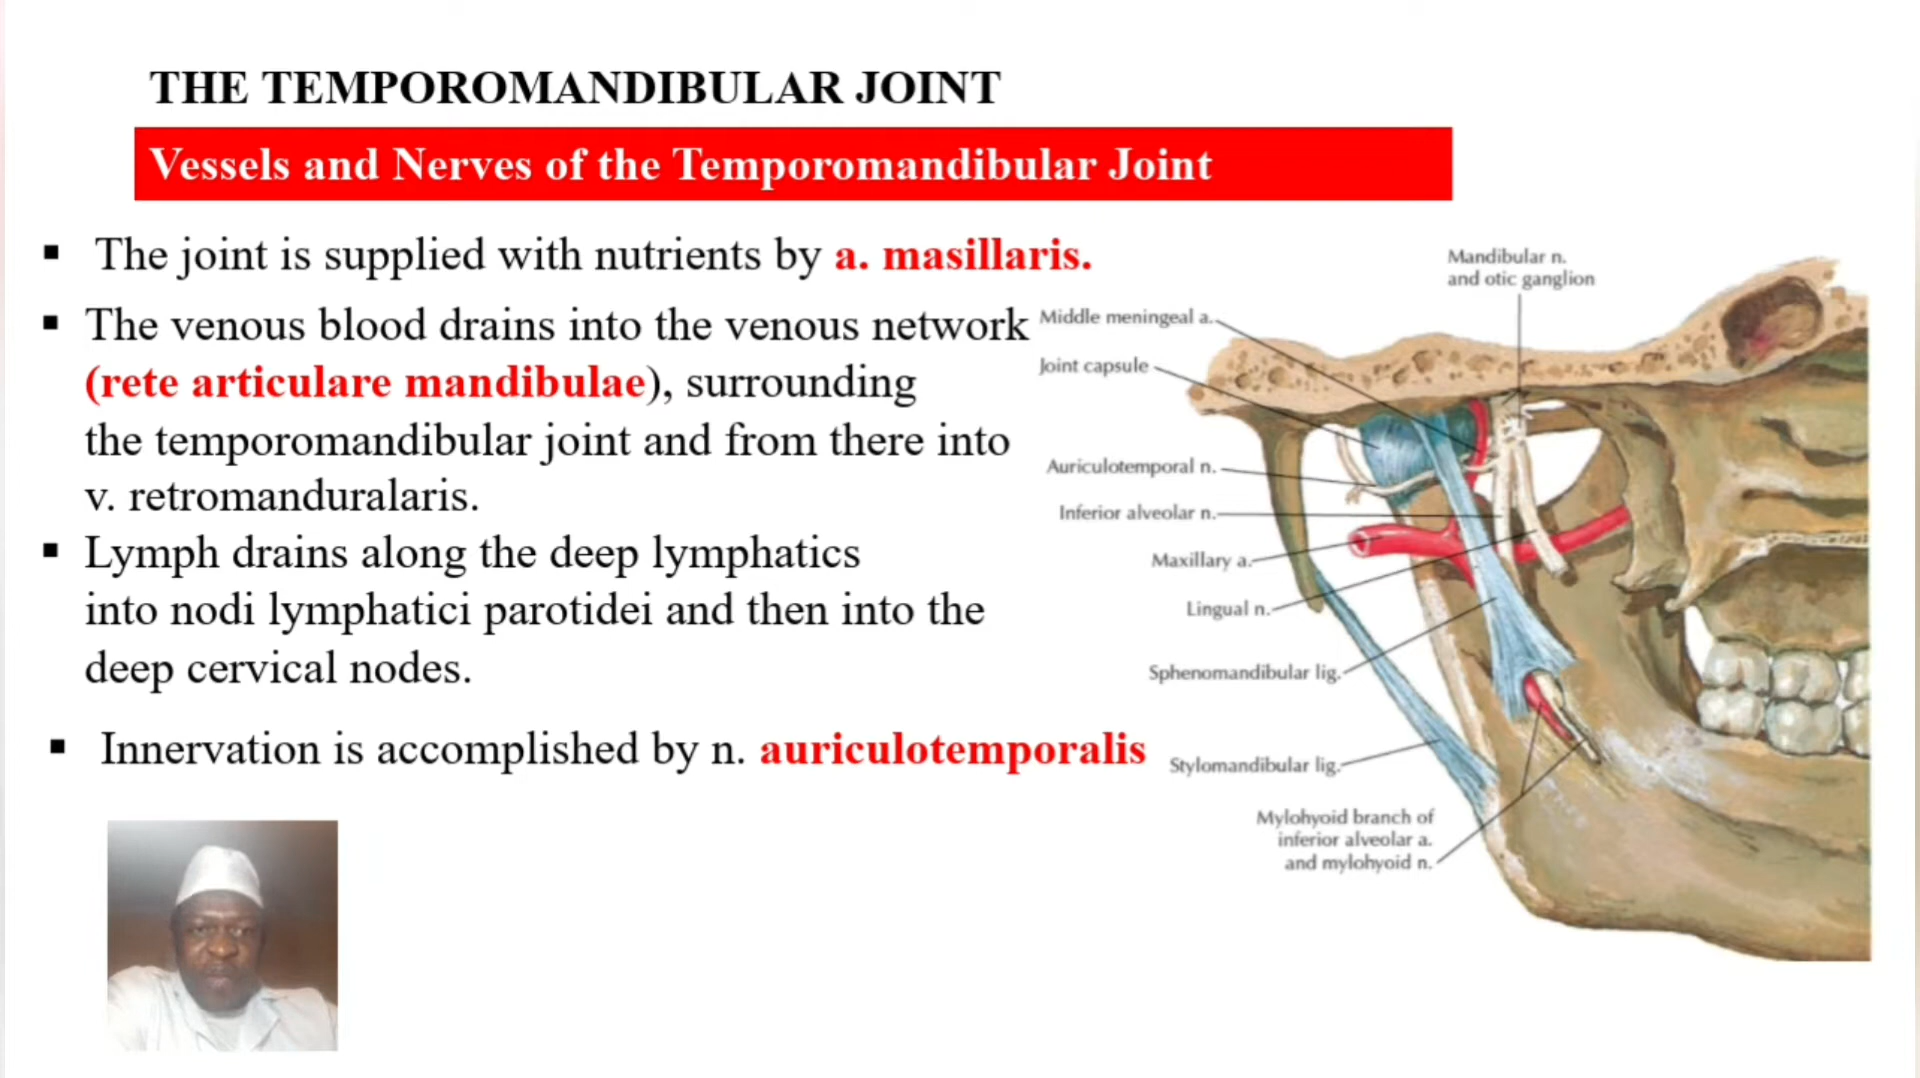 THE TEMPOROMANDIBULAR JOINT
Vessels and Nerves of the Temporomandibular Joint
▪ The joint is supplied with nutrients by a. masillaris.
▪ The venous blood drains into the venous network
(rete articulare mandibulae), surrounding
the temporomandibular joint and from there into
v. retromanduralaris.
▪ Lymph drains along the deep lymphatics
into nodi lymphatici parotidei and then into the
deep cervical nodes.
▪ Innervation is accomplished by n. auriculotemporalis
Mandibular n.
and otic ganglion
Middle meningeal a.
Joint capsule
Auriculotemporal n.
Inferior alveolar n.
Maxillary a.
Lingual n.
Sphenomandibular lig.
Stylomandibular lig.
Mylohyoid branch of
inferior alveolar a.
and mylohyoid n.